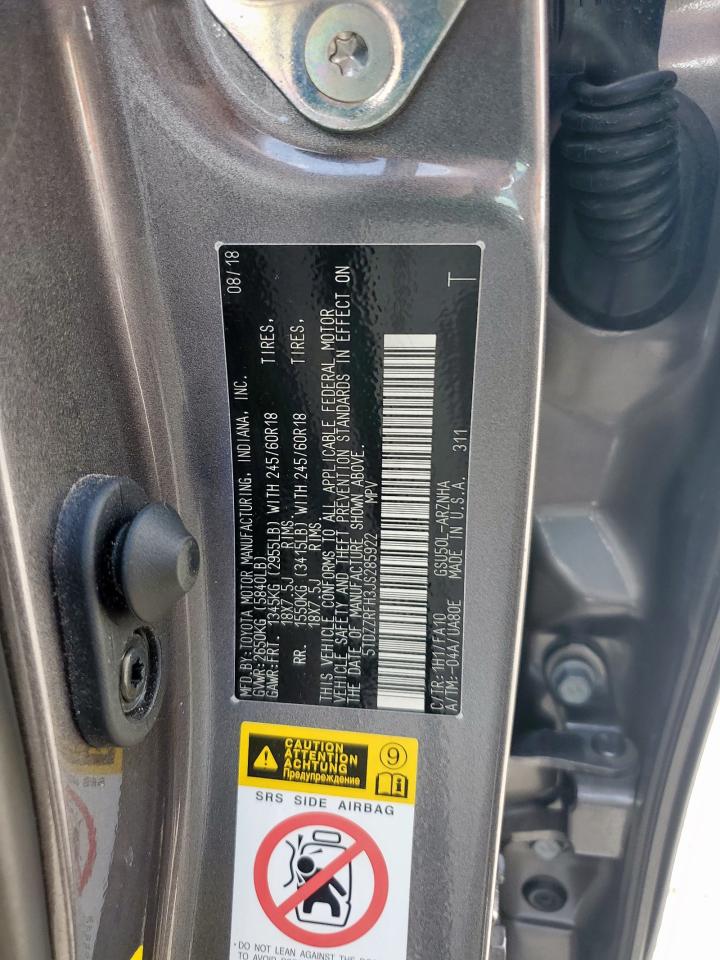 MFD.BY:TOYOTA MOTOR MANUFACTURING, INDIANA, INC. 08/18
GVWR:2650KG (5840LB)
GAWR:FRT. 1345KG (2955LB) WITH 245/60R18 TIRES,
18X7.5J RIMS,
RR. 1550KG (3415LB) WITH 245/60R18 TIRES,
18X7.5J RIMS.
THIS VEHICLE CONFORMS TO ALL APPLICABLE FEDERAL MOTOR
VEHICLE SAFETY AND THEFT PREVENTION STANDARDS IN EFFECT ON
THE DATE OF MANUFACTURE SHOWN ABOVE.
5TDZZRFH3JS285922 MPV
C/TR:1H1/FA10 GSU50L-ARZNHA
A/TM:-04A/UA80E MADE IN U.S.A. 311 T
CAUTION
ATTENTION
ACHTUNG
Предупреждение
9
SRS SIDE AIRBAG
• DO NOT LEAN AGAINST THE
TO AVOID